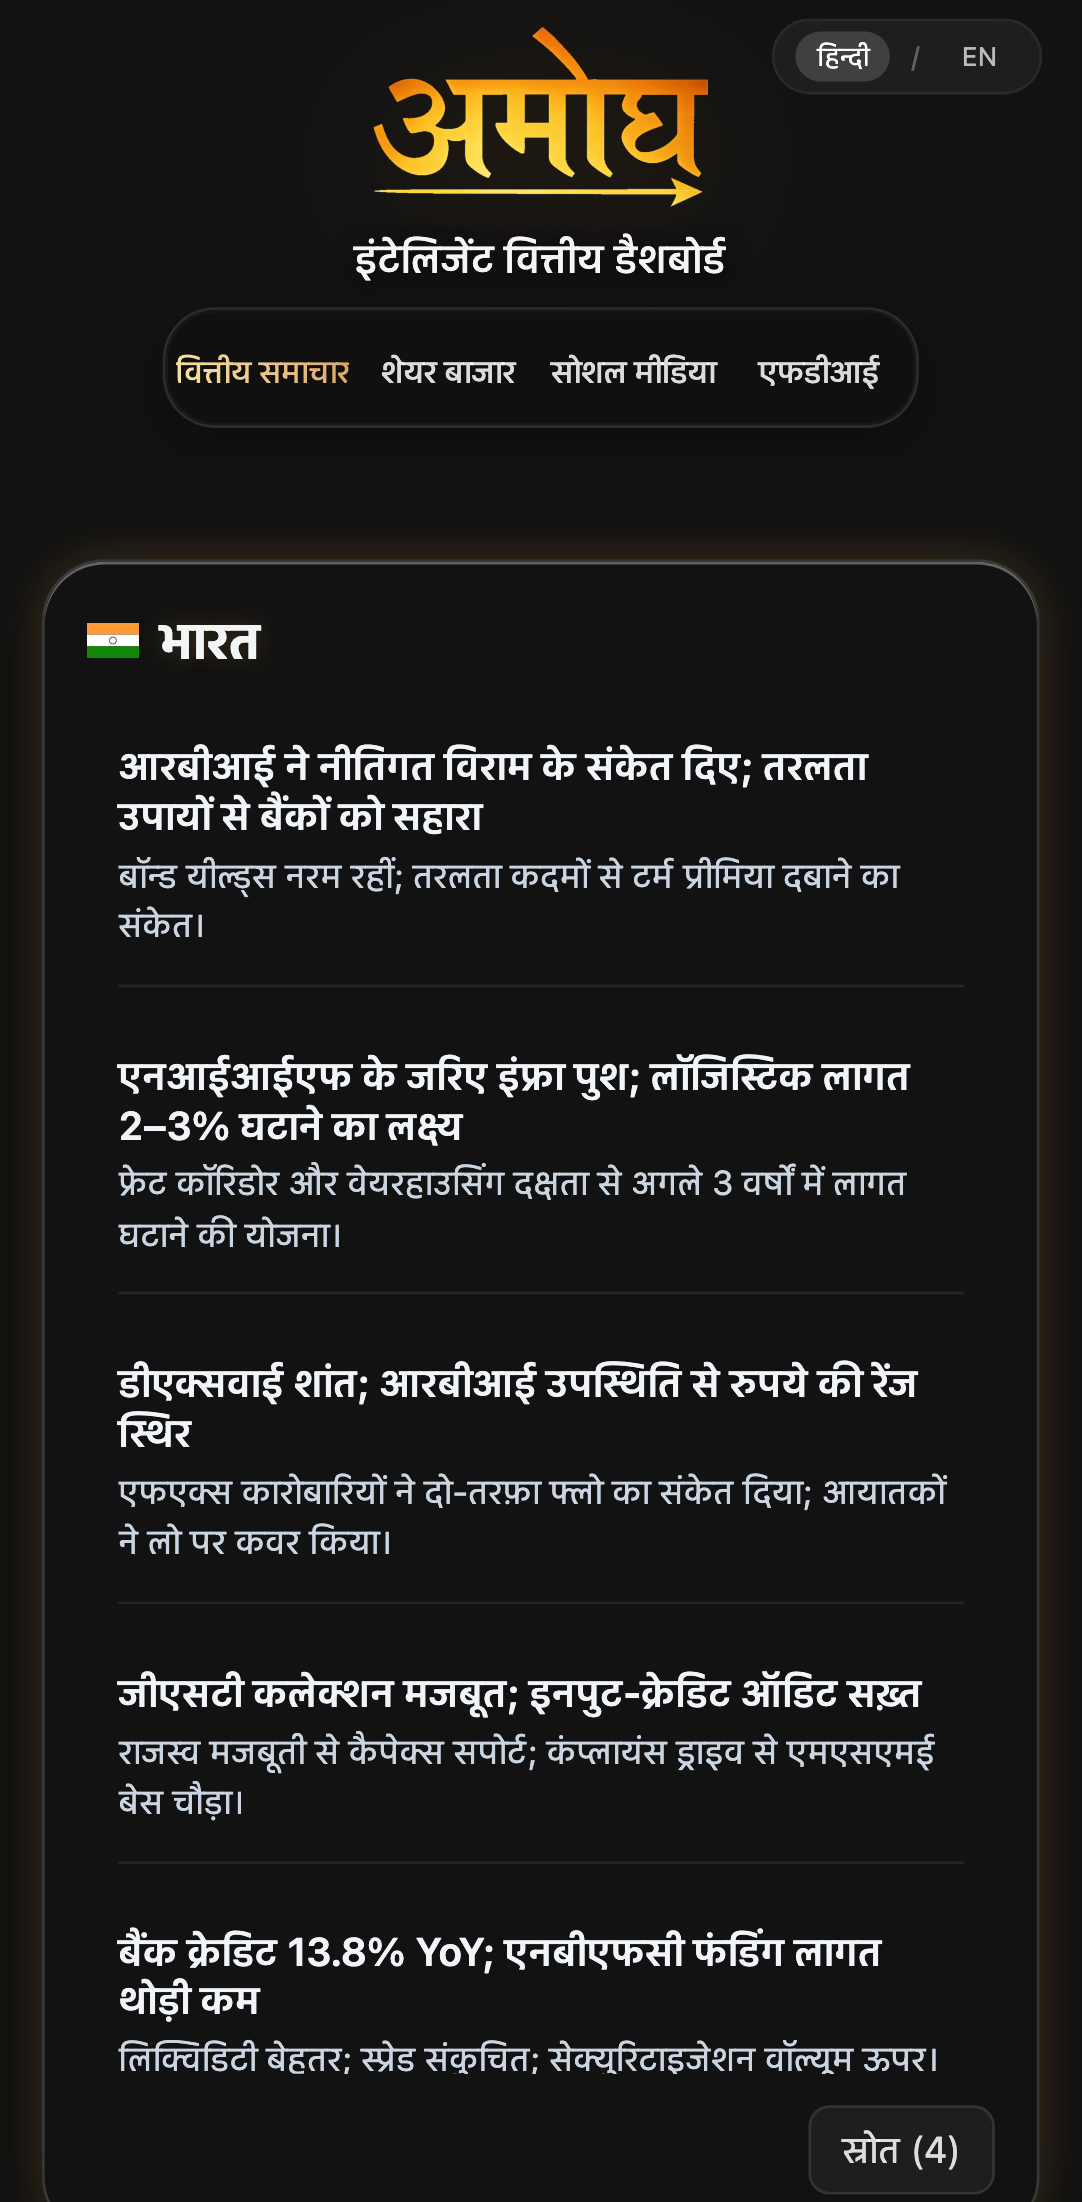 हिन्दी / EN
अमोघ
इंटेलिजेंट वित्तीय डैशबोर्ड
वित्तीय समाचार शेयर बाजार सोशल मीडिया एफडीआई
भारत
आरबीआई ने नीतिगत विराम के संकेत दिए; तरलता
उपायों से बैंकों को सहारा
बॉन्ड यील्ड्स नरम रहीं; तरलता कदमों से टर्म प्रीमिया दबाने का
संकेत।
एनआईआईएफ के जरिए इंफ्रा पुश; लॉजिस्टिक लागत
2–3% घटाने का लक्ष्य
फ्रेट कॉरिडोर और वेयरहाउसिंग दक्षता से अगले 3 वर्षों में लागत
घटाने की योजना।
डीएक्सवाई शांत; आरबीआई उपस्थिति से रुपये की रेंज
स्थिर
एफएक्स कारोबारियों ने दो-तरफ़ा फ्लो का संकेत दिया; आयातकों
ने लो पर कवर किया।
जीएसटी कलेक्शन मजबूत; इनपुट-क्रेडिट ऑडिट सख़्त
राजस्व मजबूती से कैपेक्स सपोर्ट; कंप्लायंस ड्राइव से एमएसएमई
बेस चौड़ा।
बैंक क्रेडिट 13.8% YoY; एनबीएफसी फंडिंग लागत
थोड़ी कम
लिक्विडिटी बेहतर; स्प्रेड संकुचित; सेक्युरिटाइजेशन वॉल्यूम ऊपर।
स्रोत (4)